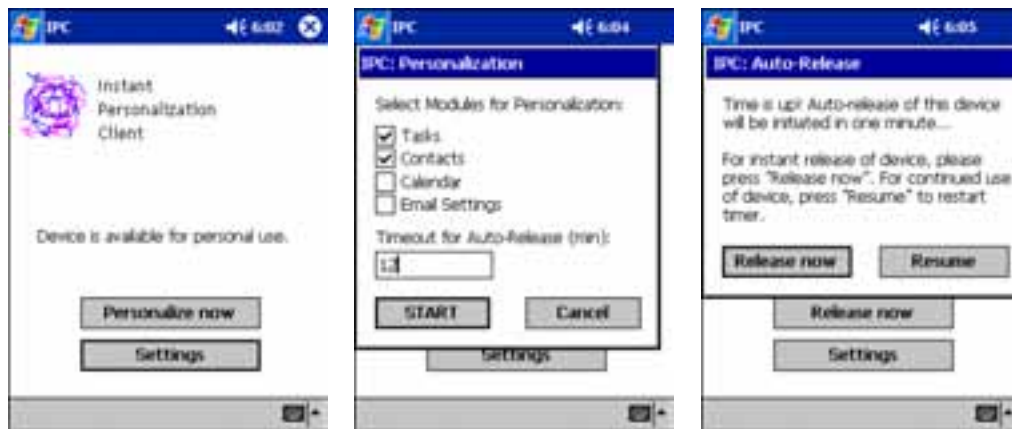 IPC 6:02
Instant
Personalization
Client
Device is available for personal use.
Personalize now
Settings
IPC 6:04
IPC: Personalization
Select Modules for Personalization:
Tasks
Contacts
Calendar
Email Settings
Timeout for Auto-Release (min):
12
START Cancel
Settings
IPC 6:05
IPC: Auto-Release
Time is up! Auto-release of this device
will be initiated in one minute...
For instant release of device, please
press "Release now". For continued use
of device, press "Resume" to restart
timer.
Release now Resume
Release now
Settings